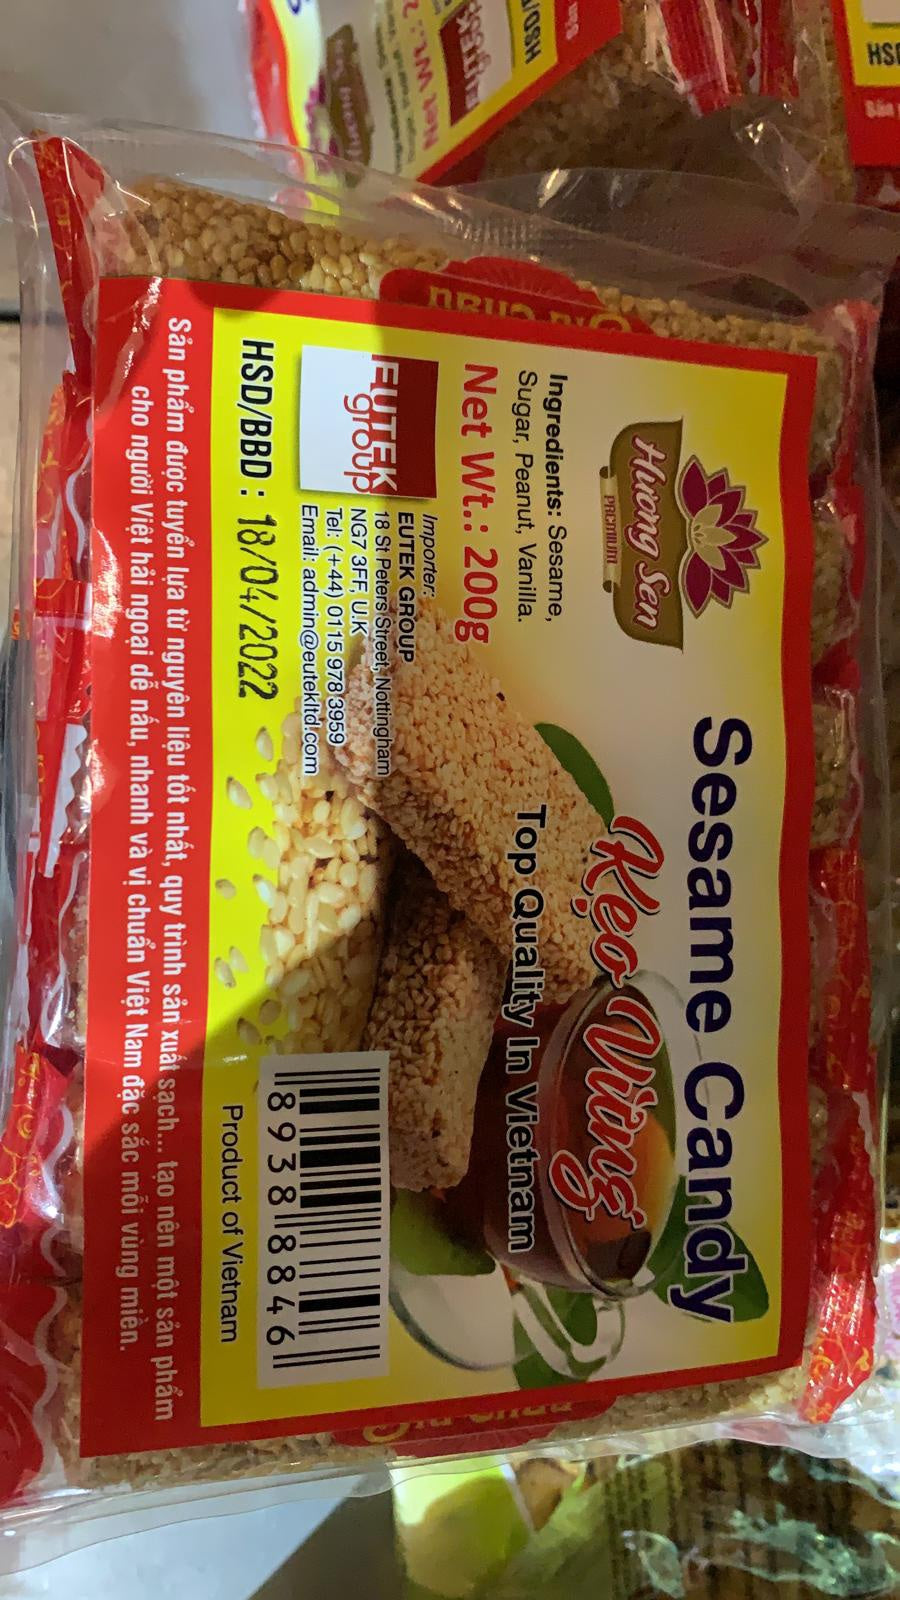 Sesame Candy
Kẹo Vừng
Top Quality In Vietnam
Hương Sen
PREMIUM
Ingredients: Sesame,
Sugar, Peanut, Vanilla.
Net Wt.: 200g
EUTEK
group
Importer:
EUTEK GROUP
18 St Peters Street, Nottingham
NG7 3FF, U.K
Tel: (+44) 0115 978 3959
Email: admin@eutekltd.com
HSD/BBD : 18/04/2022
89388846
Product of Vietnam
Sản phẩm được tuyển lựa từ nguyên liệu tốt nhất, quy trình sản xuất sạch... tạo nên một sản phẩm
cho người Việt hải ngoại dễ nấu, nhanh và vị chuẩn Việt Nam đặc sắc mỗi vùng miền.